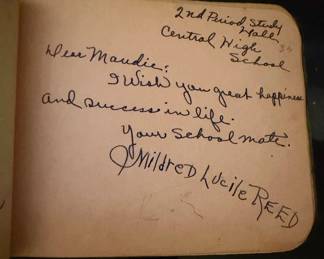 2nd Period Study
Hall
Central High
School
Dear Maudie:
I Wish you great happiness
and success in life.
Your School mate.
Mildred Lucile REED